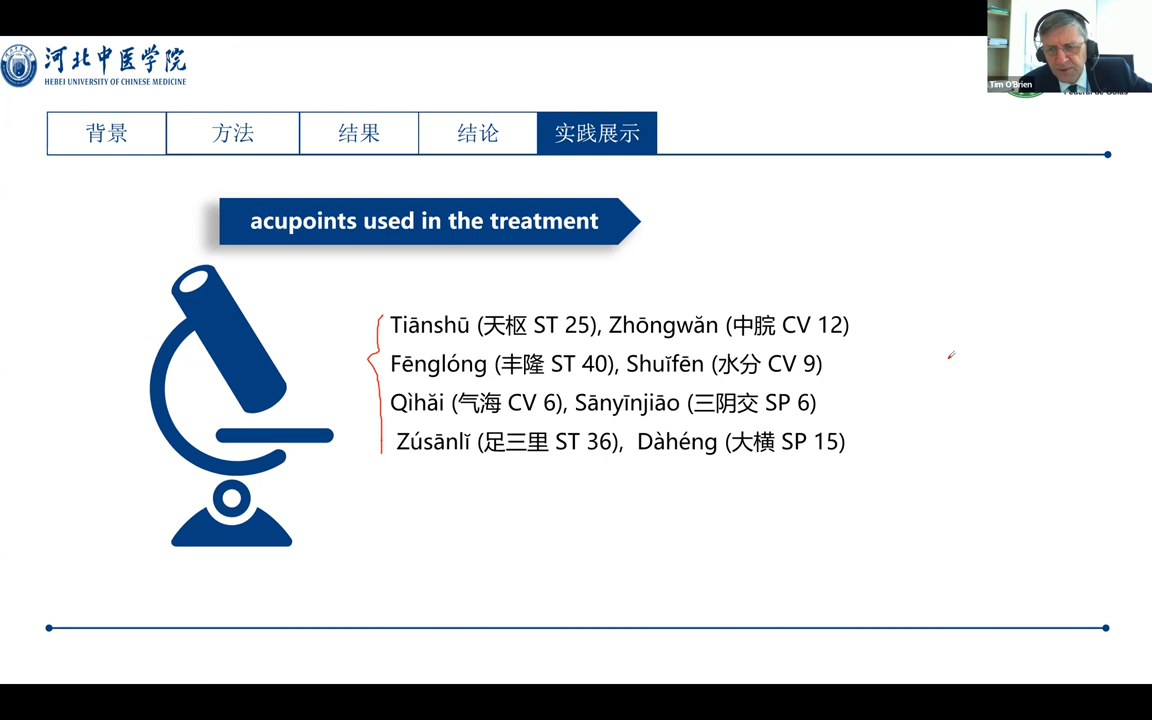 河北中医学院
HEBEI UNIVERSITY OF CHINESE MEDICINE
Tim O'Brien
背景
方法
结果
结论
实践展示
acupoints used in the treatment
Tiānshū (天枢 ST 25), Zhōngwǎn (中脘 CV 12)
Fēnglóng (丰隆 ST 40), Shuǐfēn (水分 CV 9)
Qìhǎi (气海 CV 6), Sānyīnjiāo (三阴交 SP 6)
Zúsānlǐ (足三里 ST 36), Dàhéng (大横 SP 15)